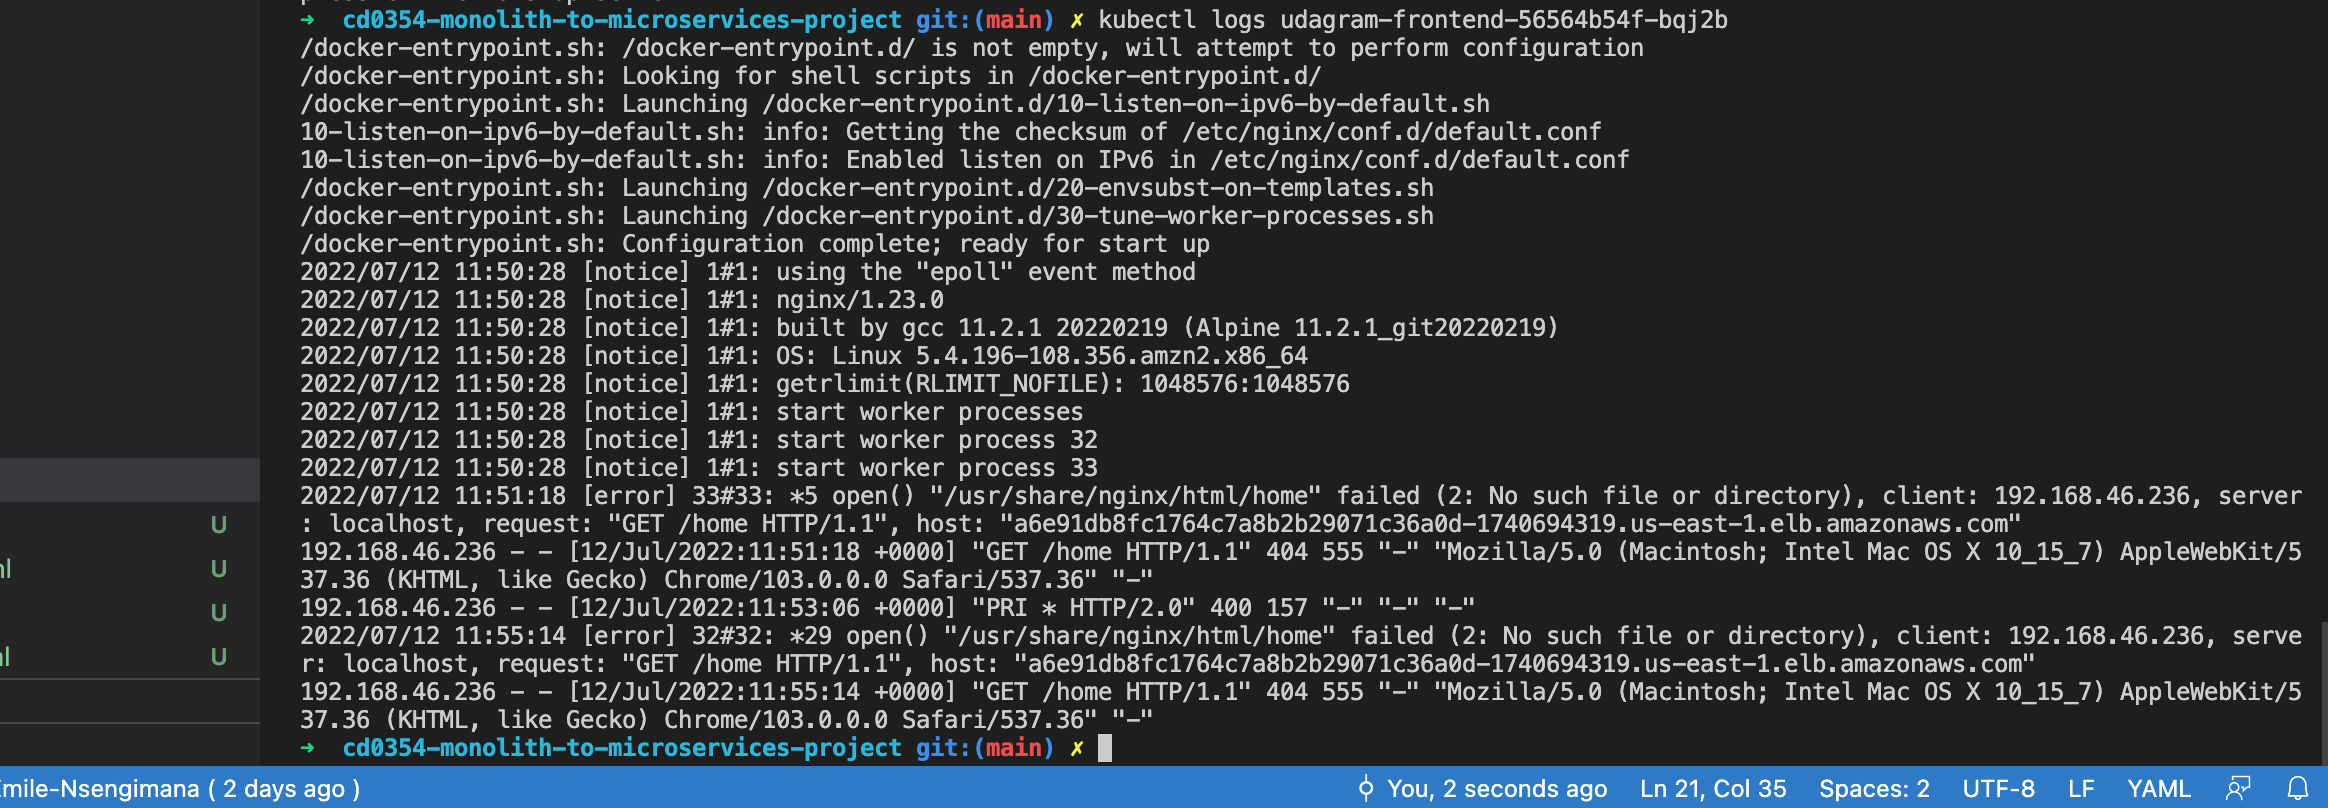 ➜  cd0354-monolith-to-microservices-project git:(main) ✗ kubectl logs udagram-frontend-56564b54f-bqj2b
/docker-entrypoint.sh: /docker-entrypoint.d/ is not empty, will attempt to perform configuration
/docker-entrypoint.sh: Looking for shell scripts in /docker-entrypoint.d/
/docker-entrypoint.sh: Launching /docker-entrypoint.d/10-listen-on-ipv6-by-default.sh
10-listen-on-ipv6-by-default.sh: info: Getting the checksum of /etc/nginx/conf.d/default.conf
10-listen-on-ipv6-by-default.sh: info: Enabled listen on IPv6 in /etc/nginx/conf.d/default.conf
/docker-entrypoint.sh: Launching /docker-entrypoint.d/20-envsubst-on-templates.sh
/docker-entrypoint.sh: Launching /docker-entrypoint.d/30-tune-worker-processes.sh
/docker-entrypoint.sh: Configuration complete; ready for start up
2022/07/12 11:50:28 [notice] 1#1: using the "epoll" event method
2022/07/12 11:50:28 [notice] 1#1: nginx/1.23.0
2022/07/12 11:50:28 [notice] 1#1: built by gcc 11.2.1 20220219 (Alpine 11.2.1_git20220219)
2022/07/12 11:50:28 [notice] 1#1: OS: Linux 5.4.196-108.356.amzn2.x86_64
2022/07/12 11:50:28 [notice] 1#1: getrlimit(RLIMIT_NOFILE): 1048576:1048576
2022/07/12 11:50:28 [notice] 1#1: start worker processes
2022/07/12 11:50:28 [notice] 1#1: start worker process 32
2022/07/12 11:50:28 [notice] 1#1: start worker process 33
2022/07/12 11:51:18 [error] 33#33: *5 open() "/usr/share/nginx/html/home" failed (2: No such file or directory), client: 192.168.46.236, server
: localhost, request: "GET /home HTTP/1.1", host: "a6e91db8fc1764c7a8b2b29071c36a0d-1740694319.us-east-1.elb.amazonaws.com"
192.168.46.236 - - [12/Jul/2022:11:51:18 +0000] "GET /home HTTP/1.1" 404 555 "-" "Mozilla/5.0 (Macintosh; Intel Mac OS X 10_15_7) AppleWebKit/5
37.36 (KHTML, like Gecko) Chrome/103.0.0.0 Safari/537.36" "-"
192.168.46.236 - - [12/Jul/2022:11:53:06 +0000] "PRI * HTTP/2.0" 400 157 "-" "-" "-"
2022/07/12 11:55:14 [error] 32#32: *29 open() "/usr/share/nginx/html/home" failed (2: No such file or directory), client: 192.168.46.236, serve
r: localhost, request: "GET /home HTTP/1.1", host: "a6e91db8fc1764c7a8b2b29071c36a0d-1740694319.us-east-1.elb.amazonaws.com"
192.168.46.236 - - [12/Jul/2022:11:55:14 +0000] "GET /home HTTP/1.1" 404 555 "-" "Mozilla/5.0 (Macintosh; Intel Mac OS X 10_15_7) AppleWebKit/5
37.36 (KHTML, like Gecko) Chrome/103.0.0.0 Safari/537.36" "-"
➜  cd0354-monolith-to-microservices-project git:(main) ✗
U
U
U
U
mile-Nsengimana ( 2 days ago )
You, 2 seconds ago  Ln 21, Col 35  Spaces: 2  UTF-8  LF  YAML